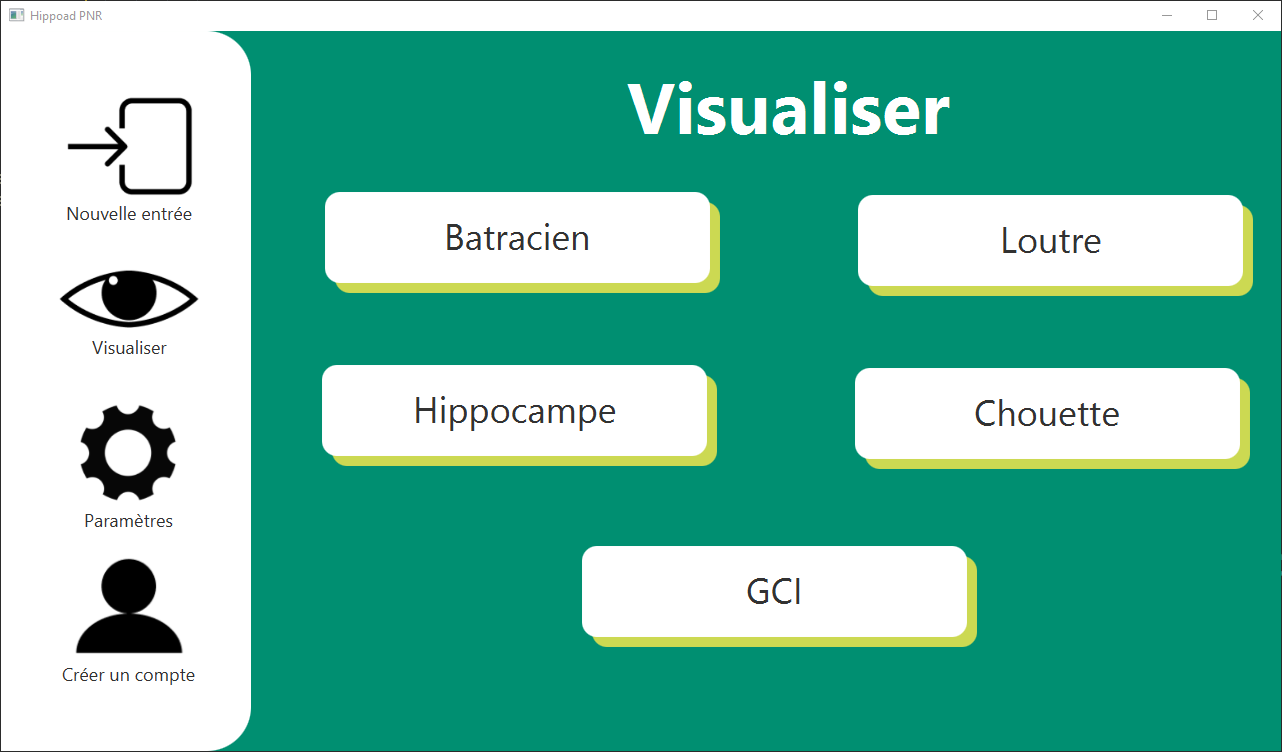 Hippoad PNR
Visualiser
Nouvelle entrée
Visualiser
Paramètres
Créer un compte
Batracien
Loutre
Hippocampe
Chouette
GCI